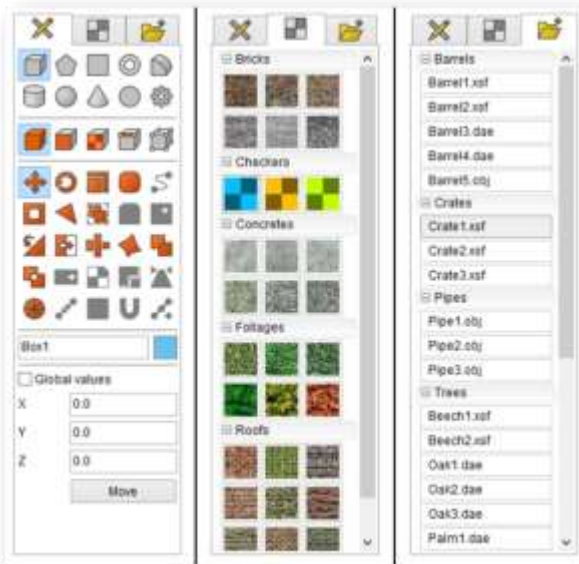 Box1
Global values
X 0.0
Y 0.0
Z 0.0
Move
Bricks
Checkers
Concretes
Foliages
Roofs
Barrels
Barrel1.xsf
Barrel2.xsf
Barrel3.dae
Barrel4.dae
Barrel5.obj
Crates
Crate1.xsf
Crate2.xsf
Crate3.xsf
Pipes
Pipe1.obj
Pipe2.obj
Pipe3.obj
Trees
Beech1.xsf
Beech2.xsf
Oak1.dae
Oak2.dae
Oak3.dae
Palm1.dae